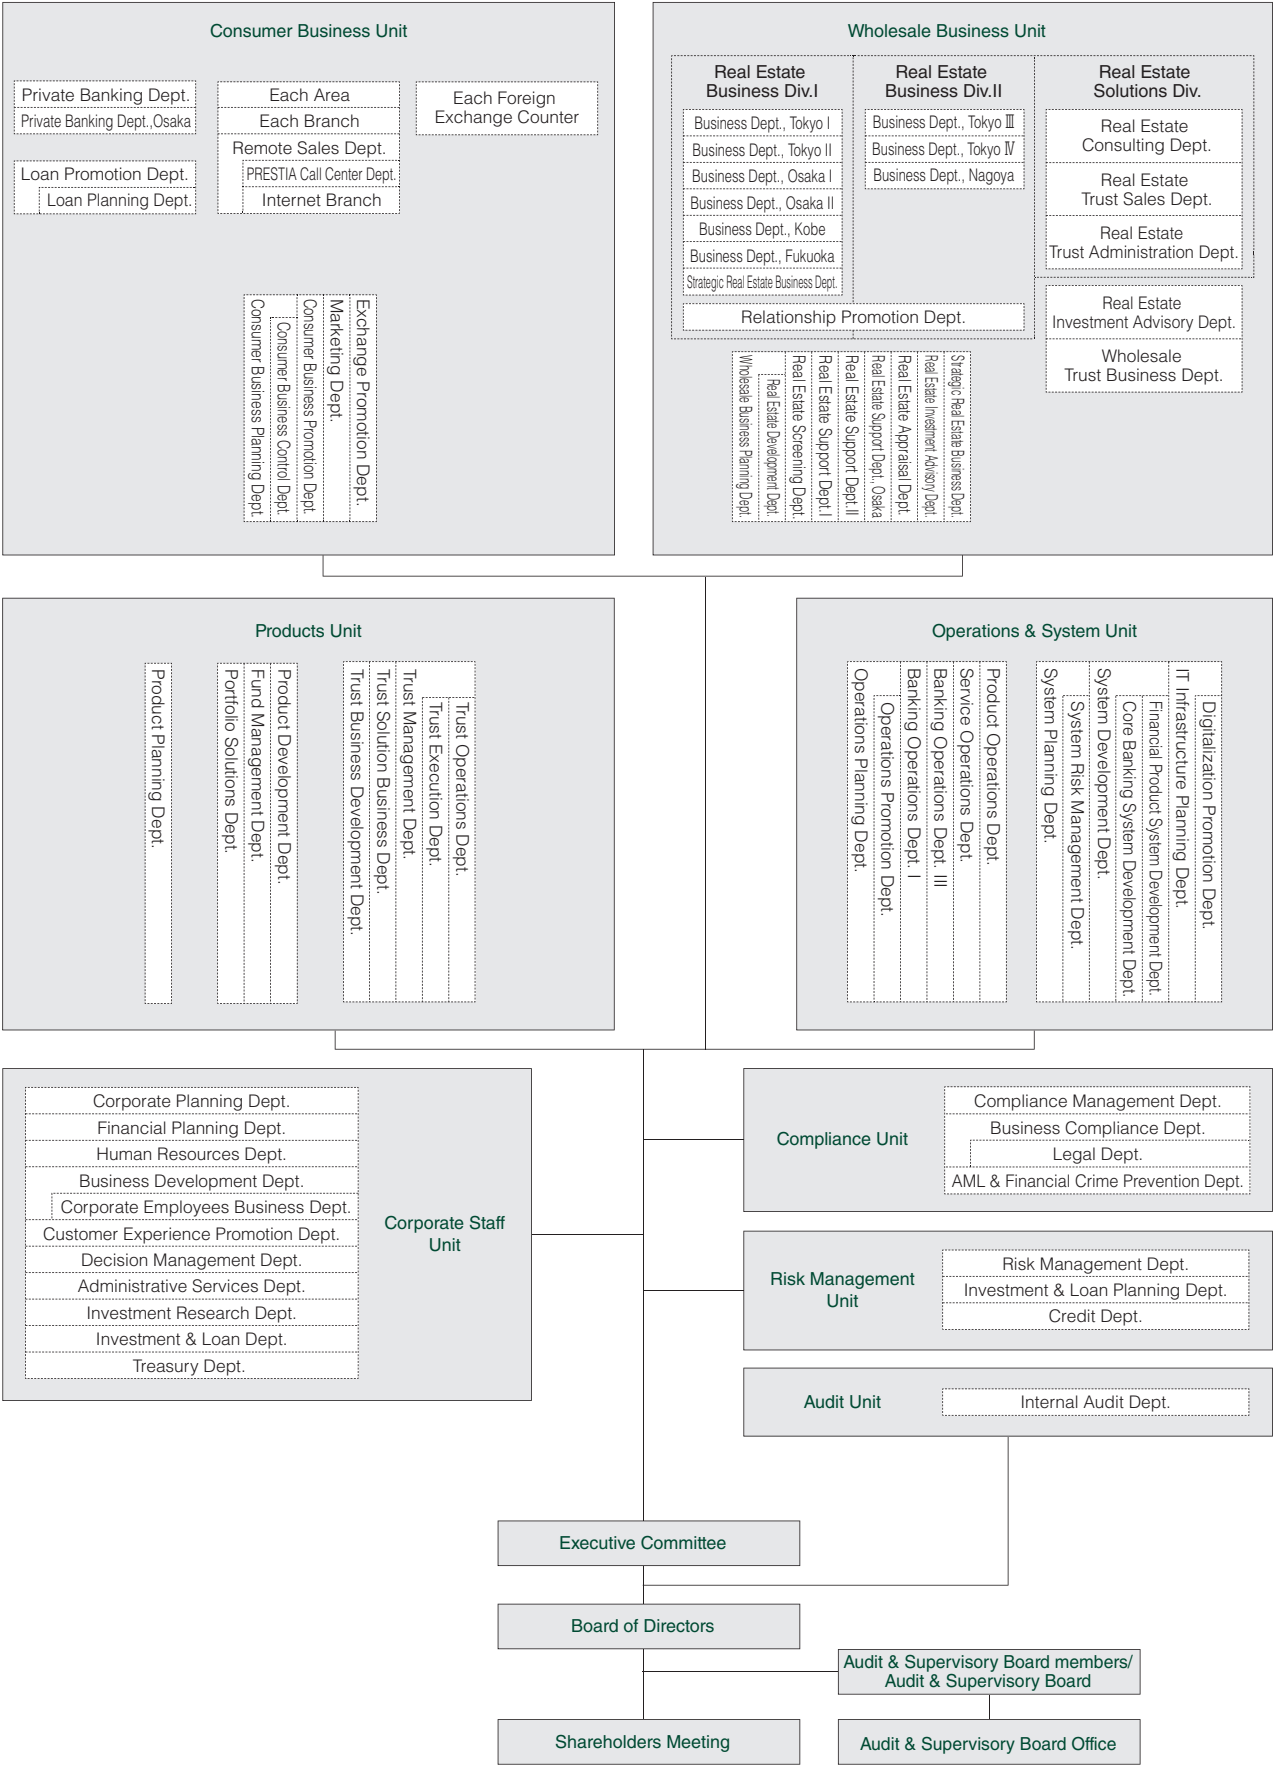 Consumer Business Unit
Private Banking Dept.
Private Banking Dept.,Osaka
Loan Promotion Dept.
Loan Planning Dept.
Each Area
Each Branch
Remote Sales Dept.
PRESTIA Call Center Dept.
Internet Branch
Each Foreign
Exchange Counter
Consumer Business Planning Dept.
Consumer Business Control Dept.
Consumer Business Promotion Dept.
Marketing Dept.
Exchange Promotion Dept.
Wholesale Business Unit
Real Estate
Business Div.I
Business Dept., Tokyo I
Business Dept., Tokyo II
Business Dept., Osaka I
Business Dept., Osaka II
Business Dept., Kobe
Business Dept., Fukuoka
Strategic Real Estate Business Dept.
Real Estate
Business Div.II
Business Dept., Tokyo Ⅲ
Business Dept., Tokyo Ⅳ
Business Dept., Nagoya
Relationship Promotion Dept.
Real Estate
Solutions Div.
Real Estate
Consulting Dept.
Real Estate
Trust Sales Dept.
Real Estate
Trust Administration Dept.
Real Estate
Investment Advisory Dept.
Wholesale
Trust Business Dept.
Wholesale Business Planning Dept.
Real Estate Development Dept.
Real Estate Screening Dept.
Real Estate Support Dept.I
Real Estate Support Dept.II
Real Estate Support Dept., Osaka
Real Estate Appraisal Dept.
Real Estate Investment Advisory Dept.
Strategic Real Estate Business Dept.
Products Unit
Product Planning Dept.
Portfolio Solutions Dept.
Fund Management Dept.
Product Development Dept.
Trust Business Development Dept.
Trust Solution Business Dept.
Trust Management Dept.
Trust Execution Dept.
Trust Operations Dept.
Operations & System Unit
Operations Planning Dept.
Operations Promotion Dept.
Banking Operations Dept. I
Banking Operations Dept. III
Service Operations Dept.
Product Operations Dept.
System Planning Dept.
System Risk Management Dept.
System Development Dept.
Core Banking System Development Dept.
Financial Product System Development Dept.
IT Infrastructure Planning Dept.
Digitalization Promotion Dept.
Corporate Planning Dept.
Financial Planning Dept.
Human Resources Dept.
Business Development Dept.
Corporate Employees Business Dept.
Customer Experience Promotion Dept.
Decision Management Dept.
Administrative Services Dept.
Investment Research Dept.
Investment & Loan Dept.
Treasury Dept.
Corporate Staff
Unit
Compliance Unit
Compliance Management Dept.
Business Compliance Dept.
Legal Dept.
AML & Financial Crime Prevention Dept.
Risk Management
Unit
Risk Management Dept.
Investment & Loan Planning Dept.
Credit Dept.
Audit Unit
Internal Audit Dept.
Executive Committee
Board of Directors
Audit & Supervisory Board members/
Audit & Supervisory Board
Shareholders Meeting
Audit & Supervisory Board Office